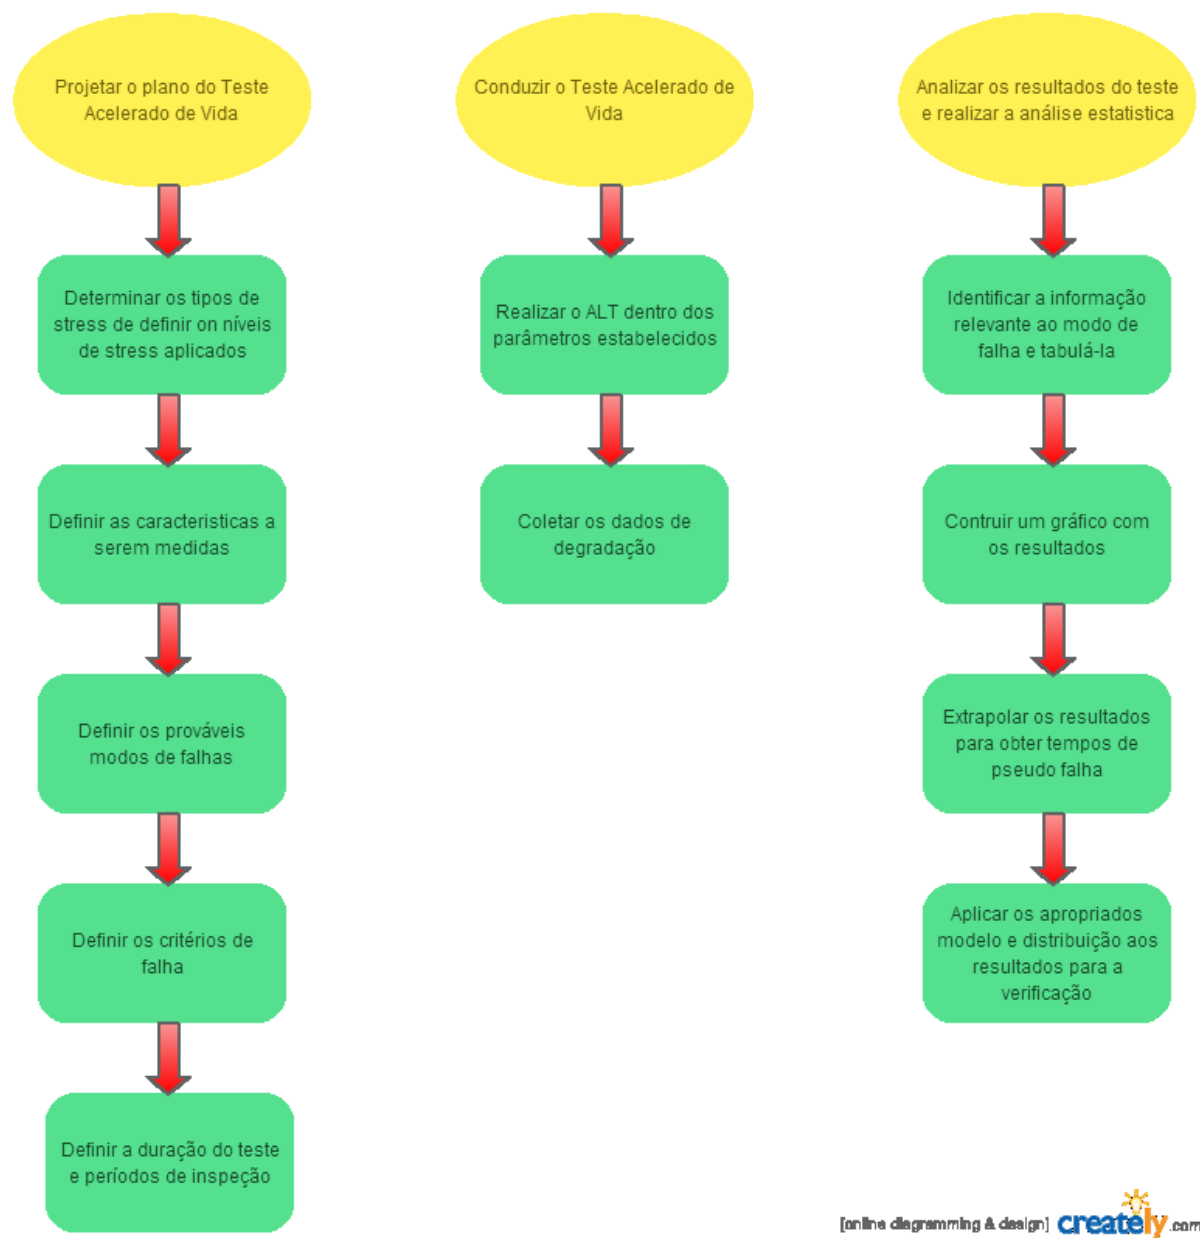 Projetar o plano do Teste
Acelerado de Vida
Determinar os tipos de
stress de definir on níveis
de stress aplicados
Definir as caracteristicas a
serem medidas
Definir os prováveis
modos de falhas
Definir os critérios de
falha
Definir a duração do teste
e períodos de inspeção
Conduzir o Teste Acelerado de
Vida
Realizar o ALT dentro dos
parâmetros estabelecidos
Coletar os dados de
degradação
Analizar os resultados do teste
e realizar a análise estatistica
Identificar a informação
relevante ao modo de
falha e tabulá-la
Contruir um gráfico com
os resultados
Extrapolar os resultados
para obter tempos de
pseudo falha
Aplicar os apropriados
modelo e distribuição aos
resultados para a
verificação
[online diagramming & design] creately.com